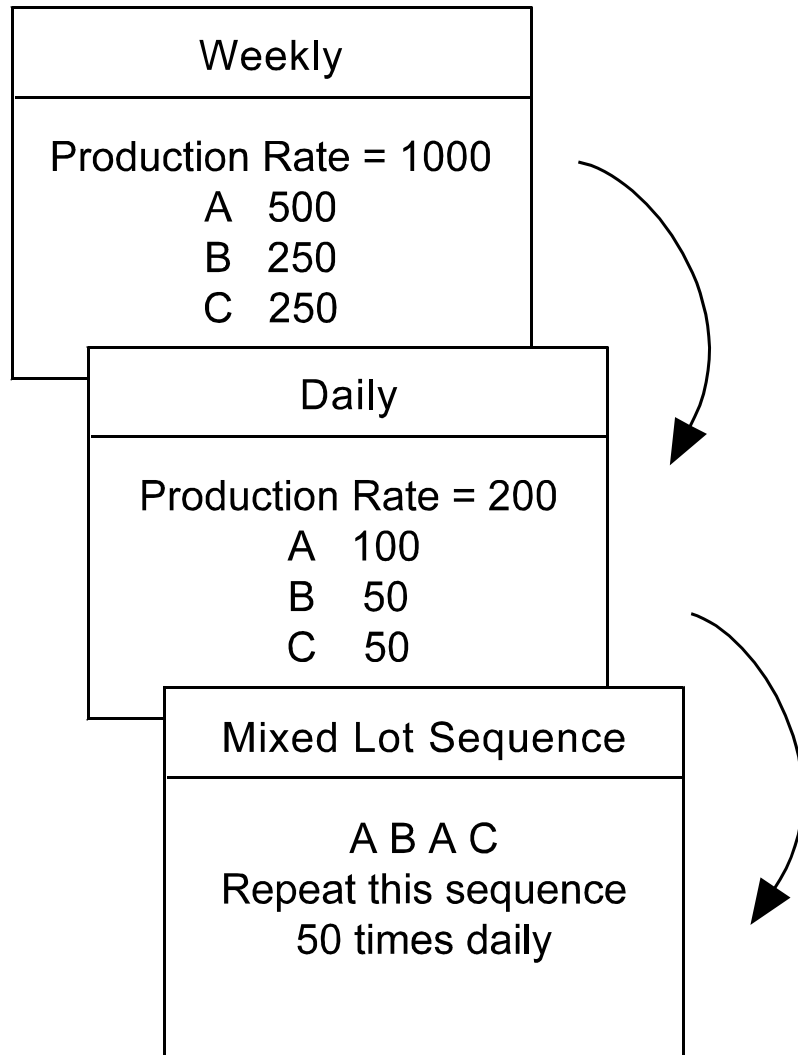 Weekly
Production Rate = 1000
A 500
B 250
C 250
Daily
Production Rate = 200
A 100
B 50
C 50
Mixed Lot Sequence
A B A C
Repeat this sequence
50 times daily